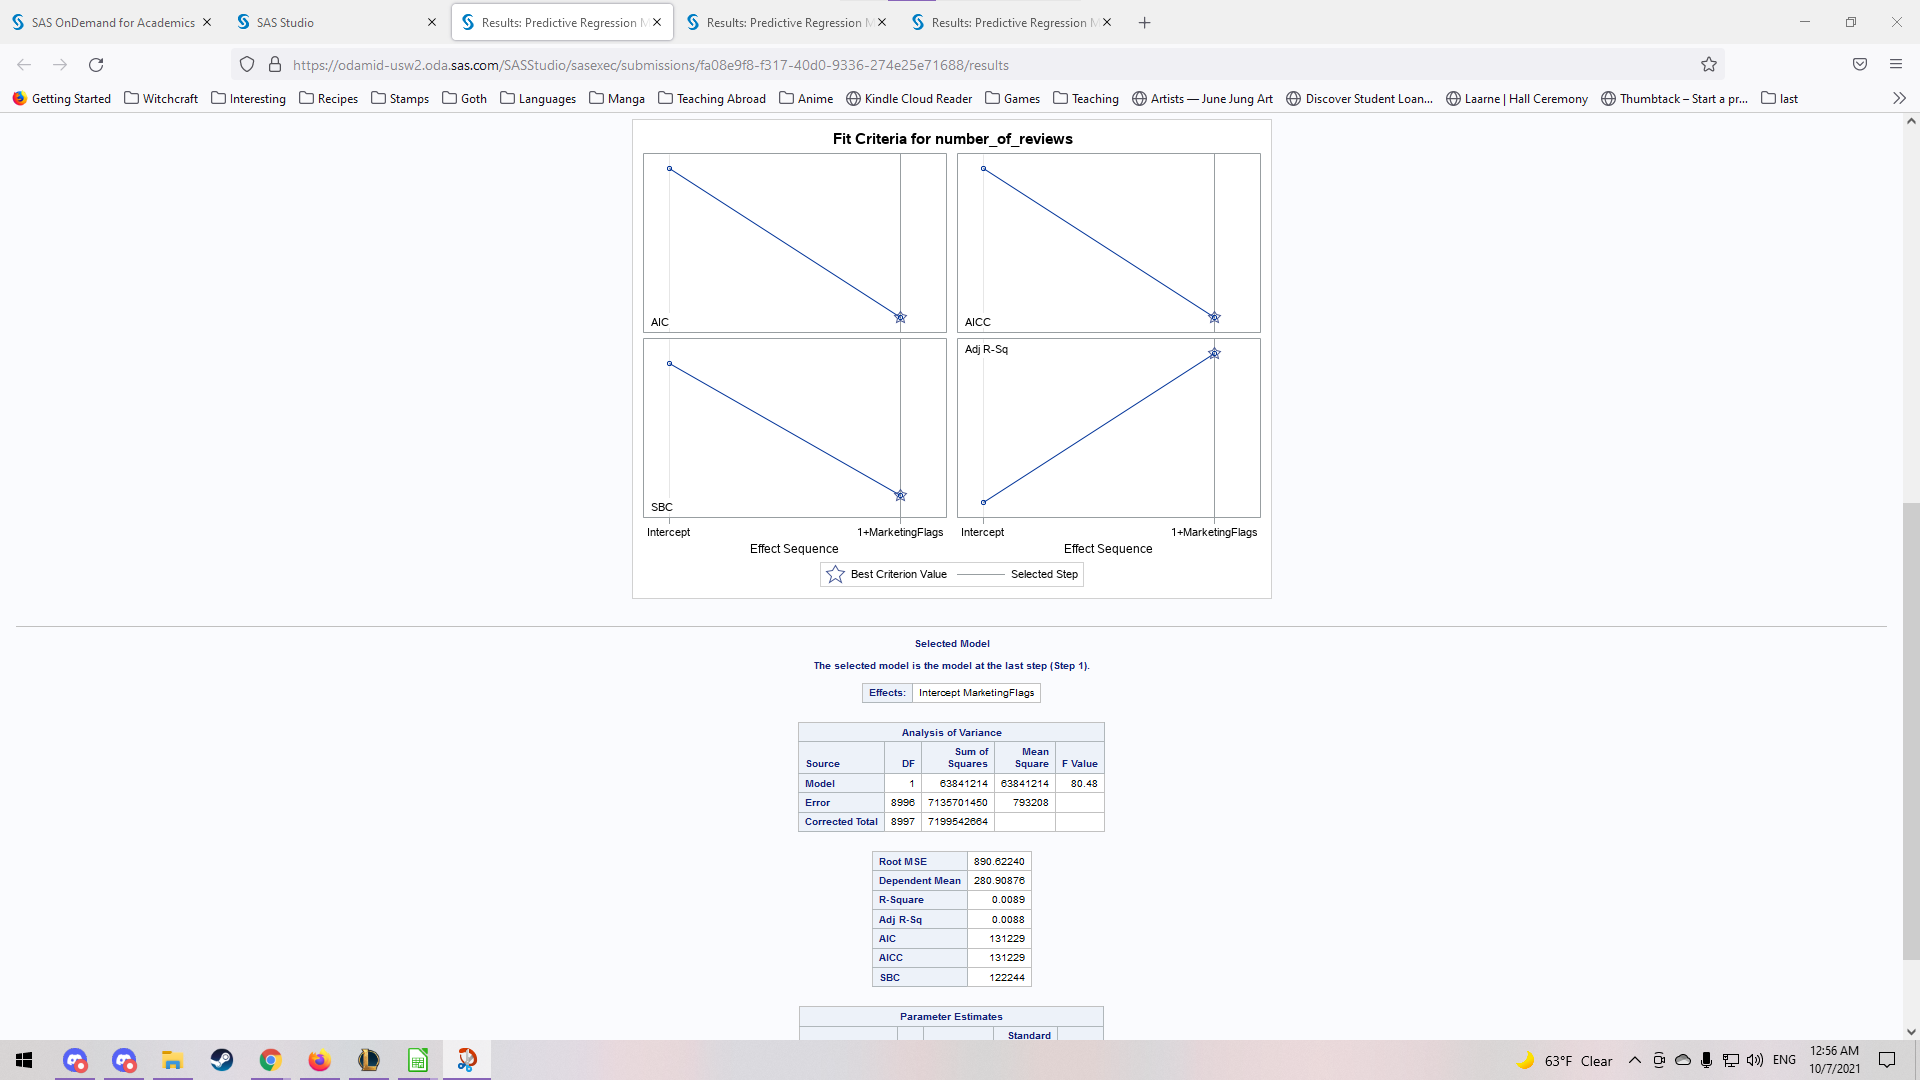 SAS OnDemand for Academics
SAS Studio
Results: Predictive Regression M
Results: Predictive Regression M
Results: Predictive Regression M
https://odamid-usw2.oda.sas.com/SASStudio/sasexec/submissions/fa08e9f8-f317-40d0-9336-274e25e71688/results
Getting Started Witchcraft Interesting Recipes Stamps Goth Languages Manga Teaching Abroad Anime Kindle Cloud Reader Games Teaching Artists — June Jung Art Discover Student Loan... Laarne | Hall Ceremony Thumbtack – Start a pr... last
Fit Criteria for number_of_reviews
AIC
AICC
SBC
Adj R-Sq
Intercept 1+MarketingFlags Intercept 1+MarketingFlags
Effect Sequence Effect Sequence
Best Criterion Value Selected Step
Selected Model
The selected model is the model at the last step (Step 1).
Effects: Intercept MarketingFlags
Analysis of Variance
Source DF Sum of Squares Mean Square F Value
Model 1 63841214 63841214 80.48
Error 8996 7135701450 793208
Corrected Total 8997 7199542664
Root MSE 890.62240
Dependent Mean 280.90876
R-Square 0.0089
Adj R-Sq 0.0088
AIC 131229
AICC 131229
SBC 122244
Parameter Estimates
Standard
63°F Clear
ENG
12:56 AM
10/7/2021